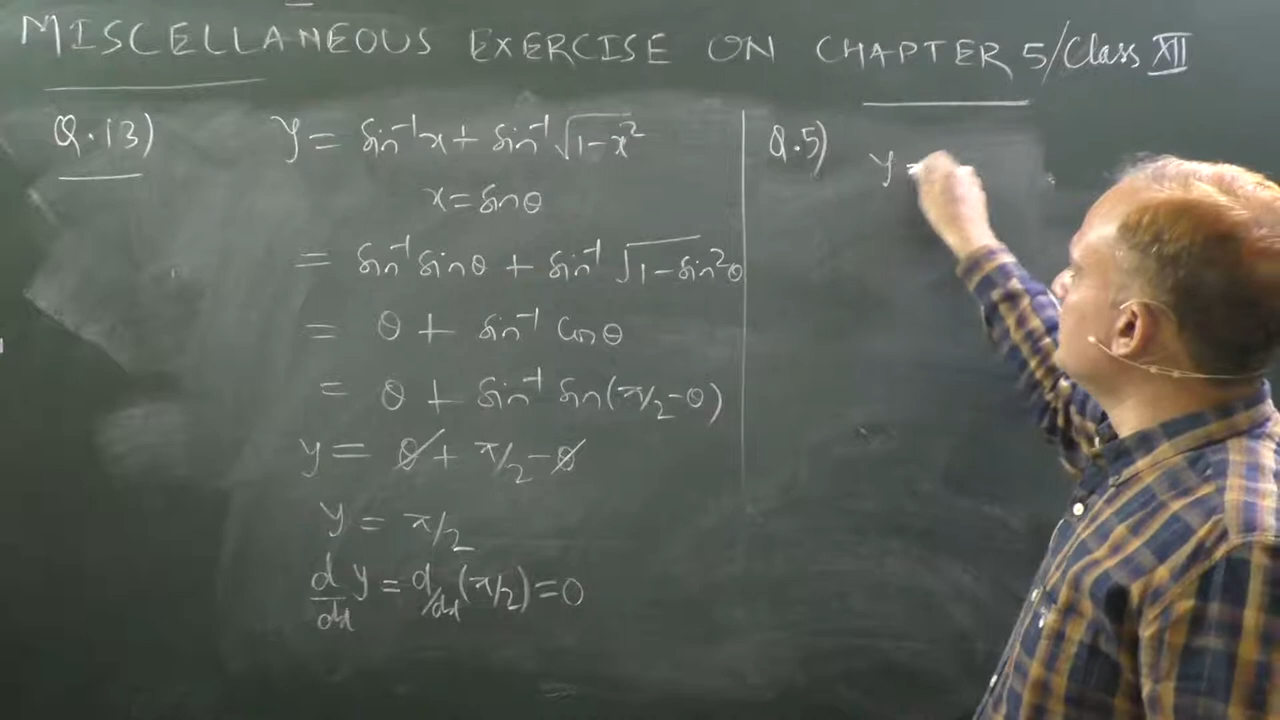 MISCELLANEOUS EXERCISE ON CHAPTER 5/Class XII
Q.13) y = sin⁻¹x + sin⁻¹√1-x²
x = sinθ
= sin⁻¹ sinθ + sin⁻¹ √1-sin²θ
= θ + sin⁻¹ cosθ
= θ + sin⁻¹ sin(π/2-θ)
y = θ + π/2 - θ
y = π/2
d/dx y = d/dx (π/2) = 0
Q.5) y =